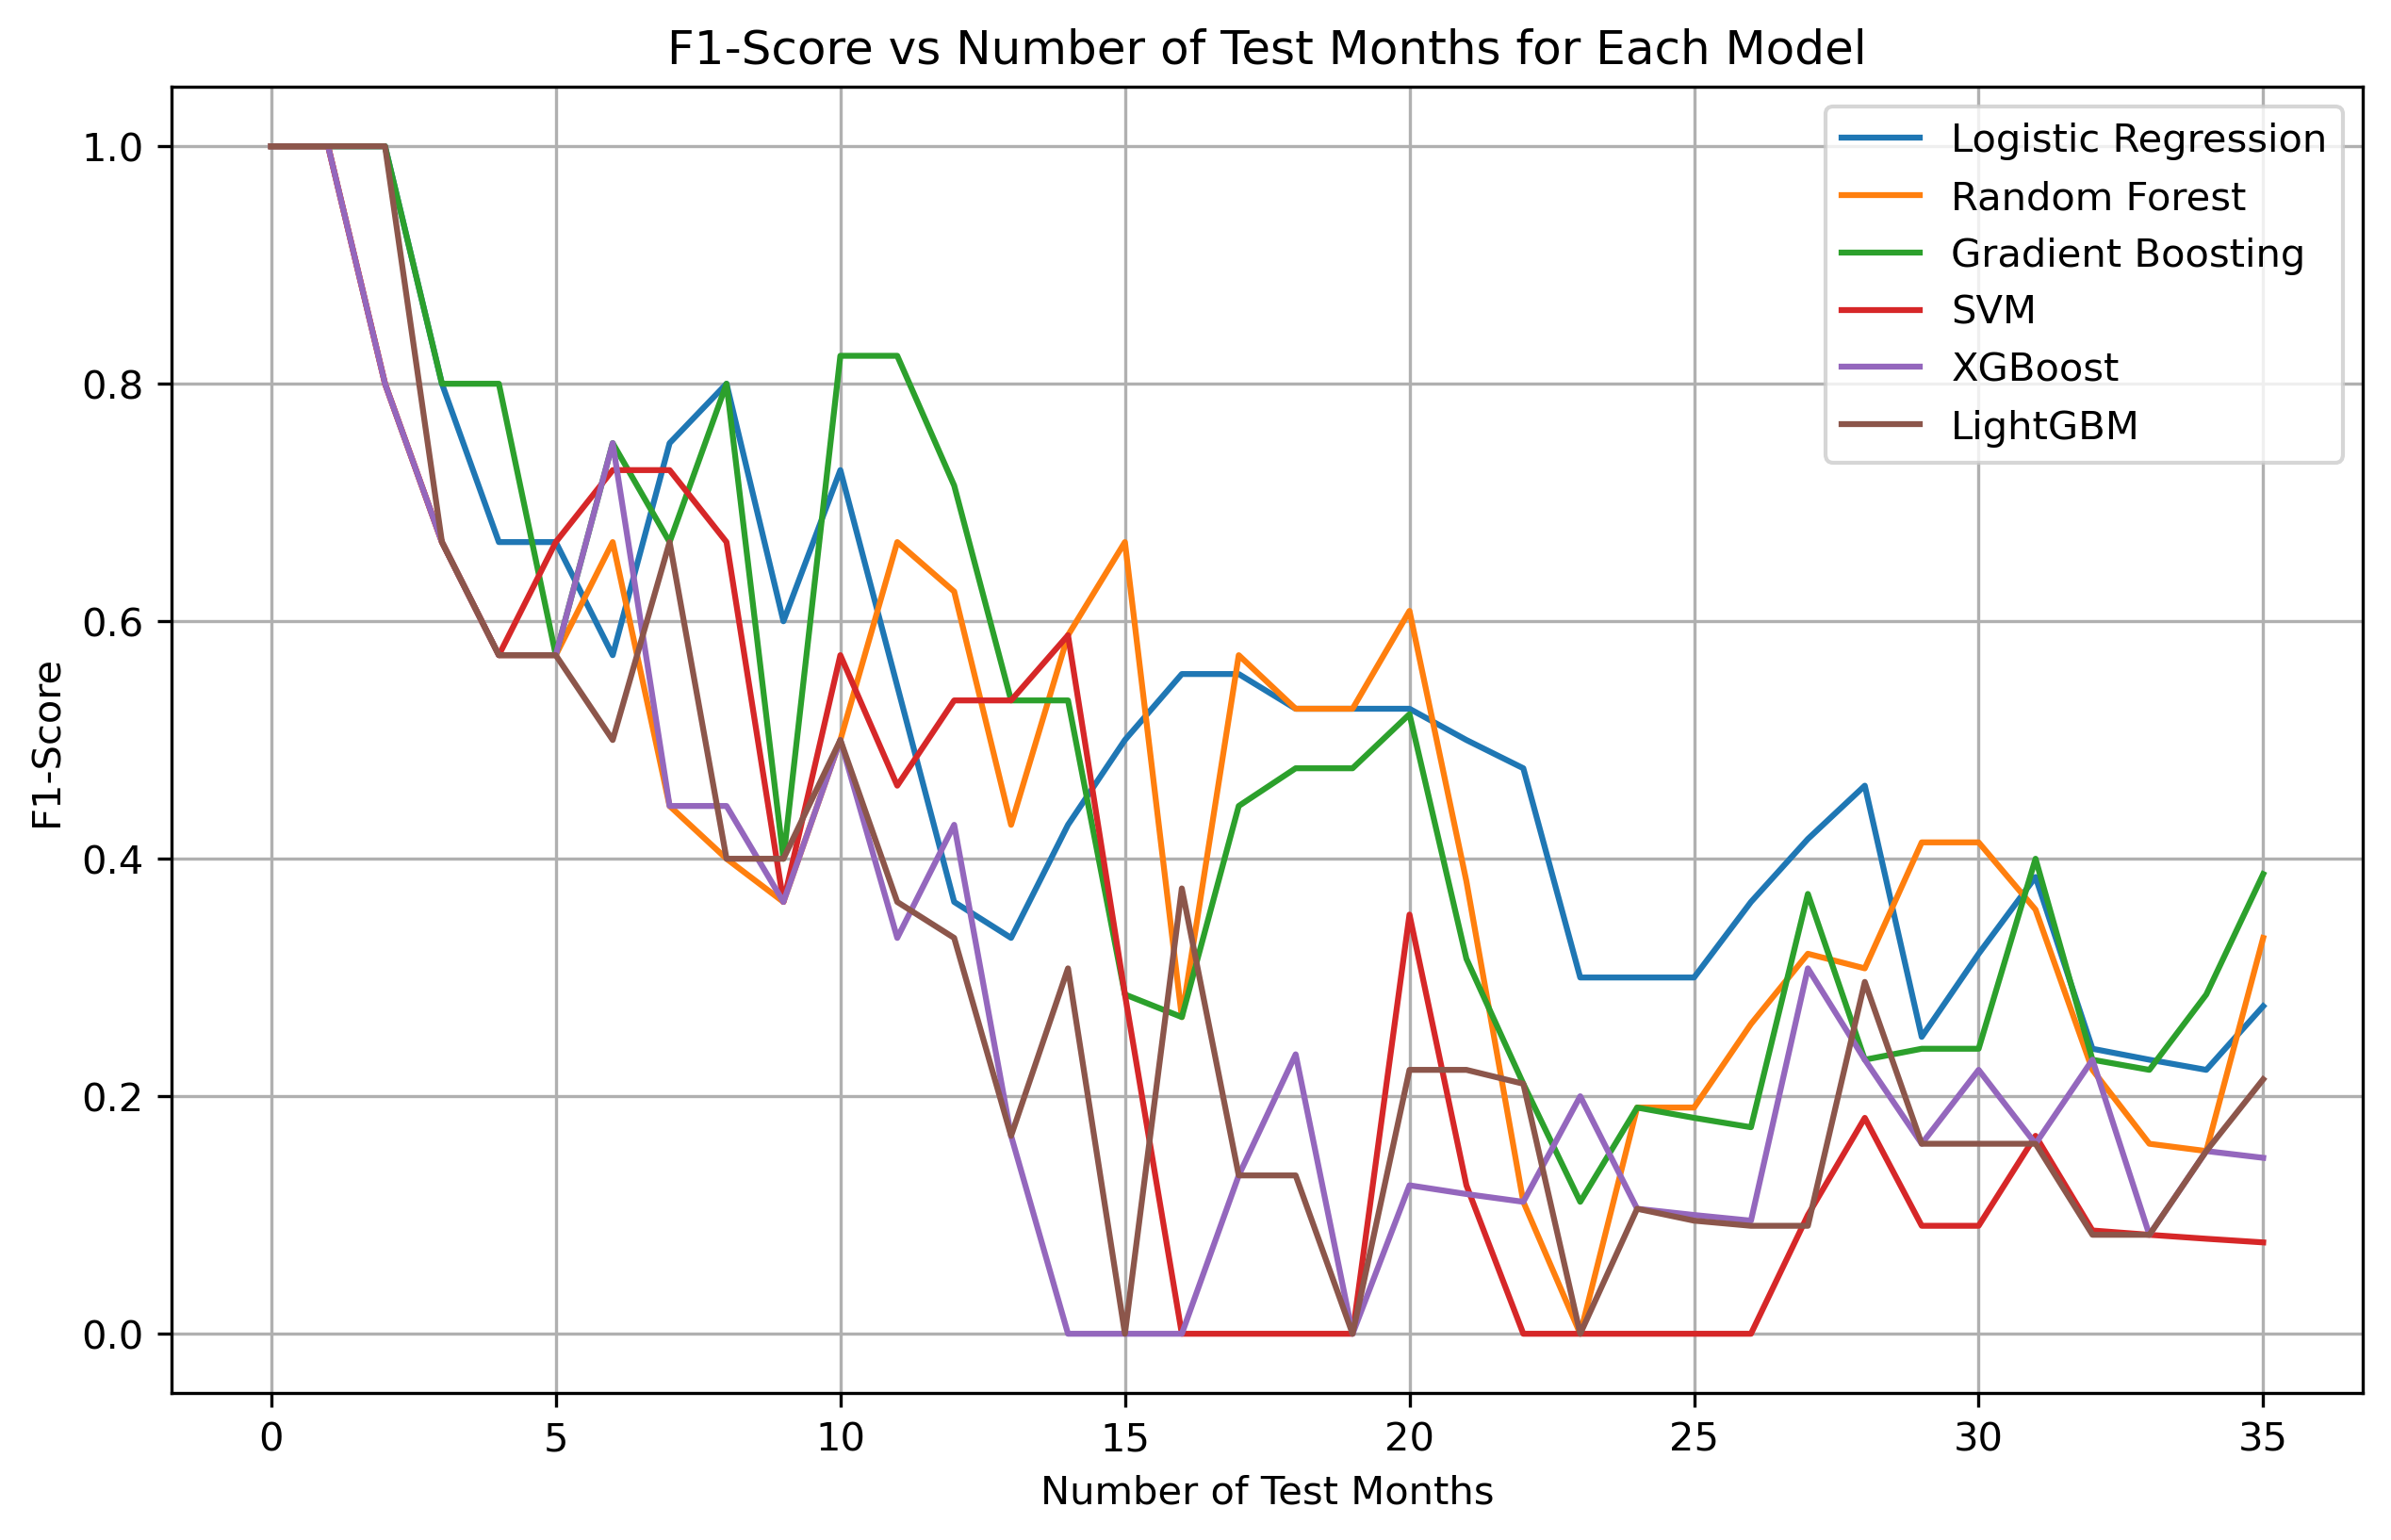 F1-Score vs Number of Test Months for Each Model
Logistic Regression
Random Forest
Gradient Boosting
SVM
XGBoost
LightGBM
F1-Score
1.0
0.8
0.6
0.4
0.2
0.0
0 5 10 15 20 25 30 35
Number of Test Months